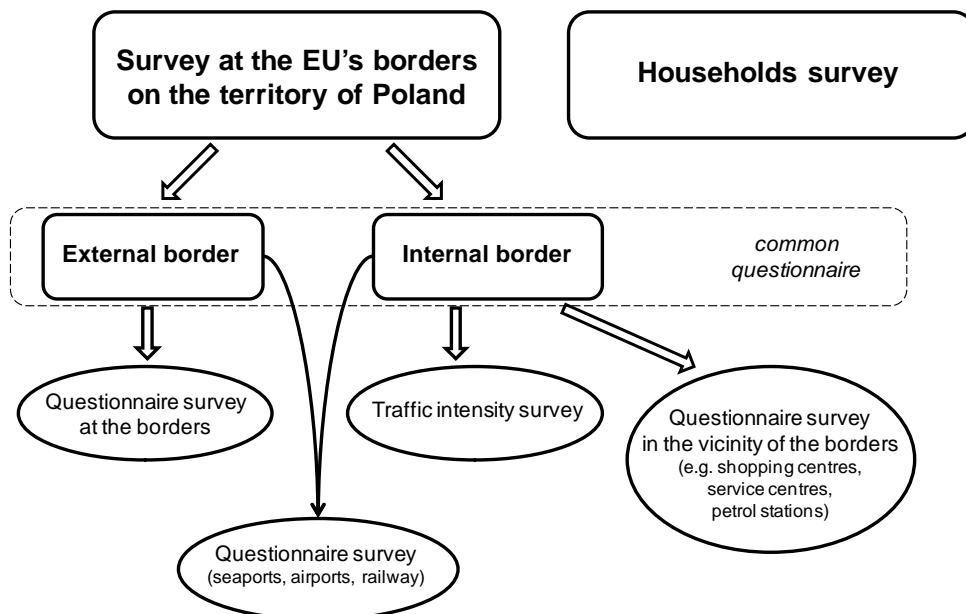 Survey at the EU’s borders
on the territory of Poland
Households survey
External border
Internal border
common
questionnaire
Questionnaire survey
at the borders
Traffic intensity survey
Questionnaire survey
in the vicinity of the borders
(e.g. shopping centres,
service centres,
petrol stations)
Questionnaire survey
(seaports, airports, railway)